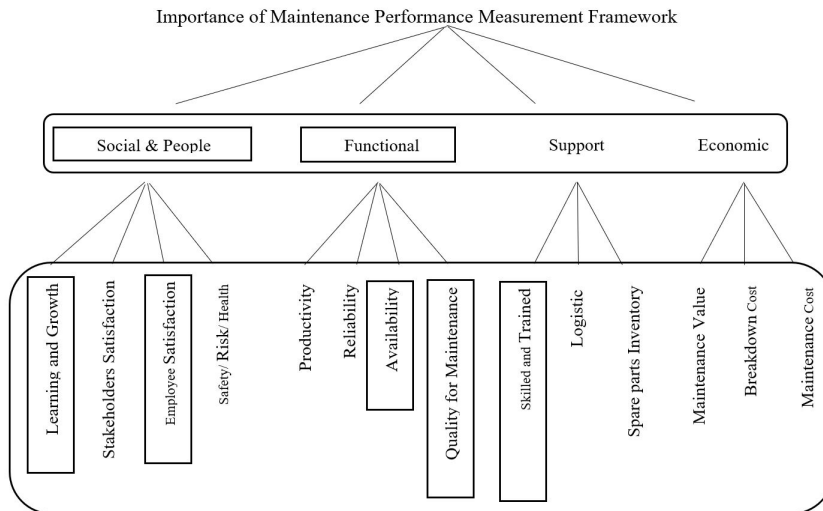 Importance of Maintenance Performance Measurement Framework
Social & People
Functional
Support
Economic
Learning and Growth
Stakeholders Satisfaction
Employee Satisfaction
Safety/ Risk/ Health
Productivity
Reliability
Availability
Quality for Maintenance
Skilled and Trained
Logistic
Spare parts Inventory
Maintenance Value
Breakdown Cost
Maintenance Cost